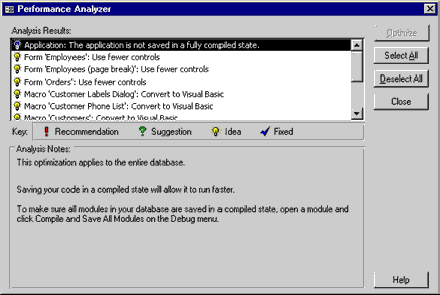 Performance Analyzer
Analysis Results:
Application: The application is not saved in a fully compiled state.
Form 'Employees': Use fewer controls
Form 'Employees (page break)': Use fewer controls
Form 'Orders': Use fewer controls
Macro 'Customer Labels Dialog': Convert to Visual Basic
Macro 'Customer Phone List': Convert to Visual Basic
Macro 'Customers': Convert to Visual Basic
Optimize
Select All
Deselect All
Close
Key: Recommendation Suggestion Idea Fixed
Analysis Notes:
This optimization applies to the entire database.
Saving your code in a compiled state will allow it to run faster.
To make sure all modules in your database are saved in a compiled state, open a module and
click Compile and Save All Modules on the Debug menu.
Help